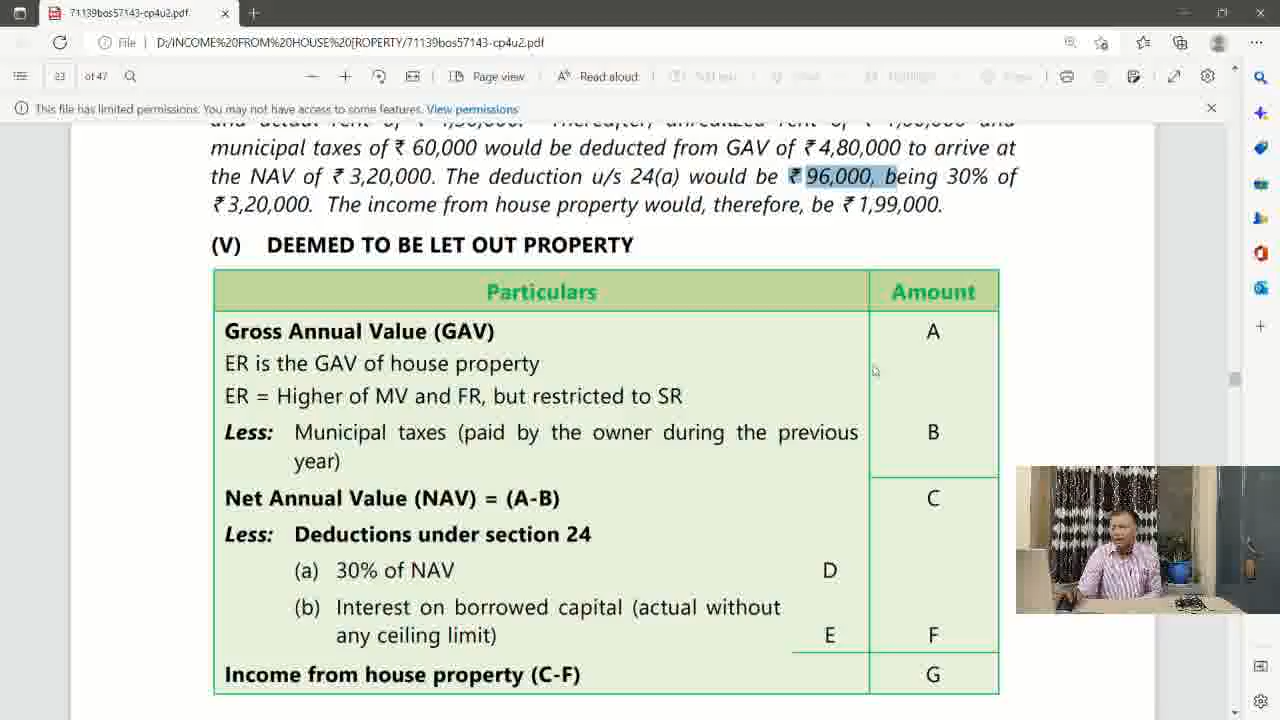 71139bos57143-cp4u2.pdf
File D:/INCOME%20FROM%20HOUSE%20[ROPERTY/71139bos57143-cp4u2.pdf
23 of 47 Page view Read aloud
This file has limited permissions. You may not have access to some features. View permissions
municipal taxes of ₹ 60,000 would be deducted from GAV of ₹ 4,80,000 to arrive at
the NAV of ₹ 3,20,000. The deduction u/s 24(a) would be ₹ 96,000, being 30% of
₹ 3,20,000. The income from house property would, therefore, be ₹ 1,99,000.
(V) DEEMED TO BE LET OUT PROPERTY
Particulars Amount
Gross Annual Value (GAV) A
ER is the GAV of house property
ER = Higher of MV and FR, but restricted to SR
Less: Municipal taxes (paid by the owner during the previous B
year)
Net Annual Value (NAV) = (A-B) C
Less: Deductions under section 24
(a) 30% of NAV D
(b) Interest on borrowed capital (actual without
any ceiling limit) E F
Income from house property (C-F) G